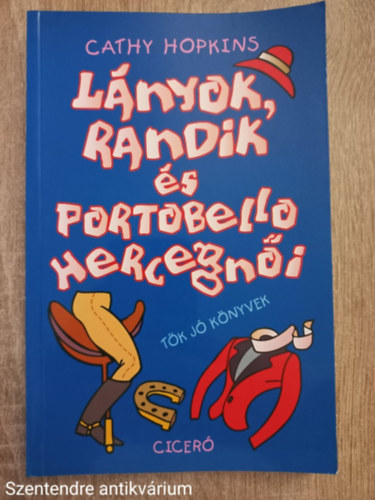 CATHY HOPKINS
LÁNYOK,
RANDIK
és
PORTOBELLO
HERCEGNŐI
TÖK JÓ KÖNYVEK
CICERÓ
Szentendre antikvárium